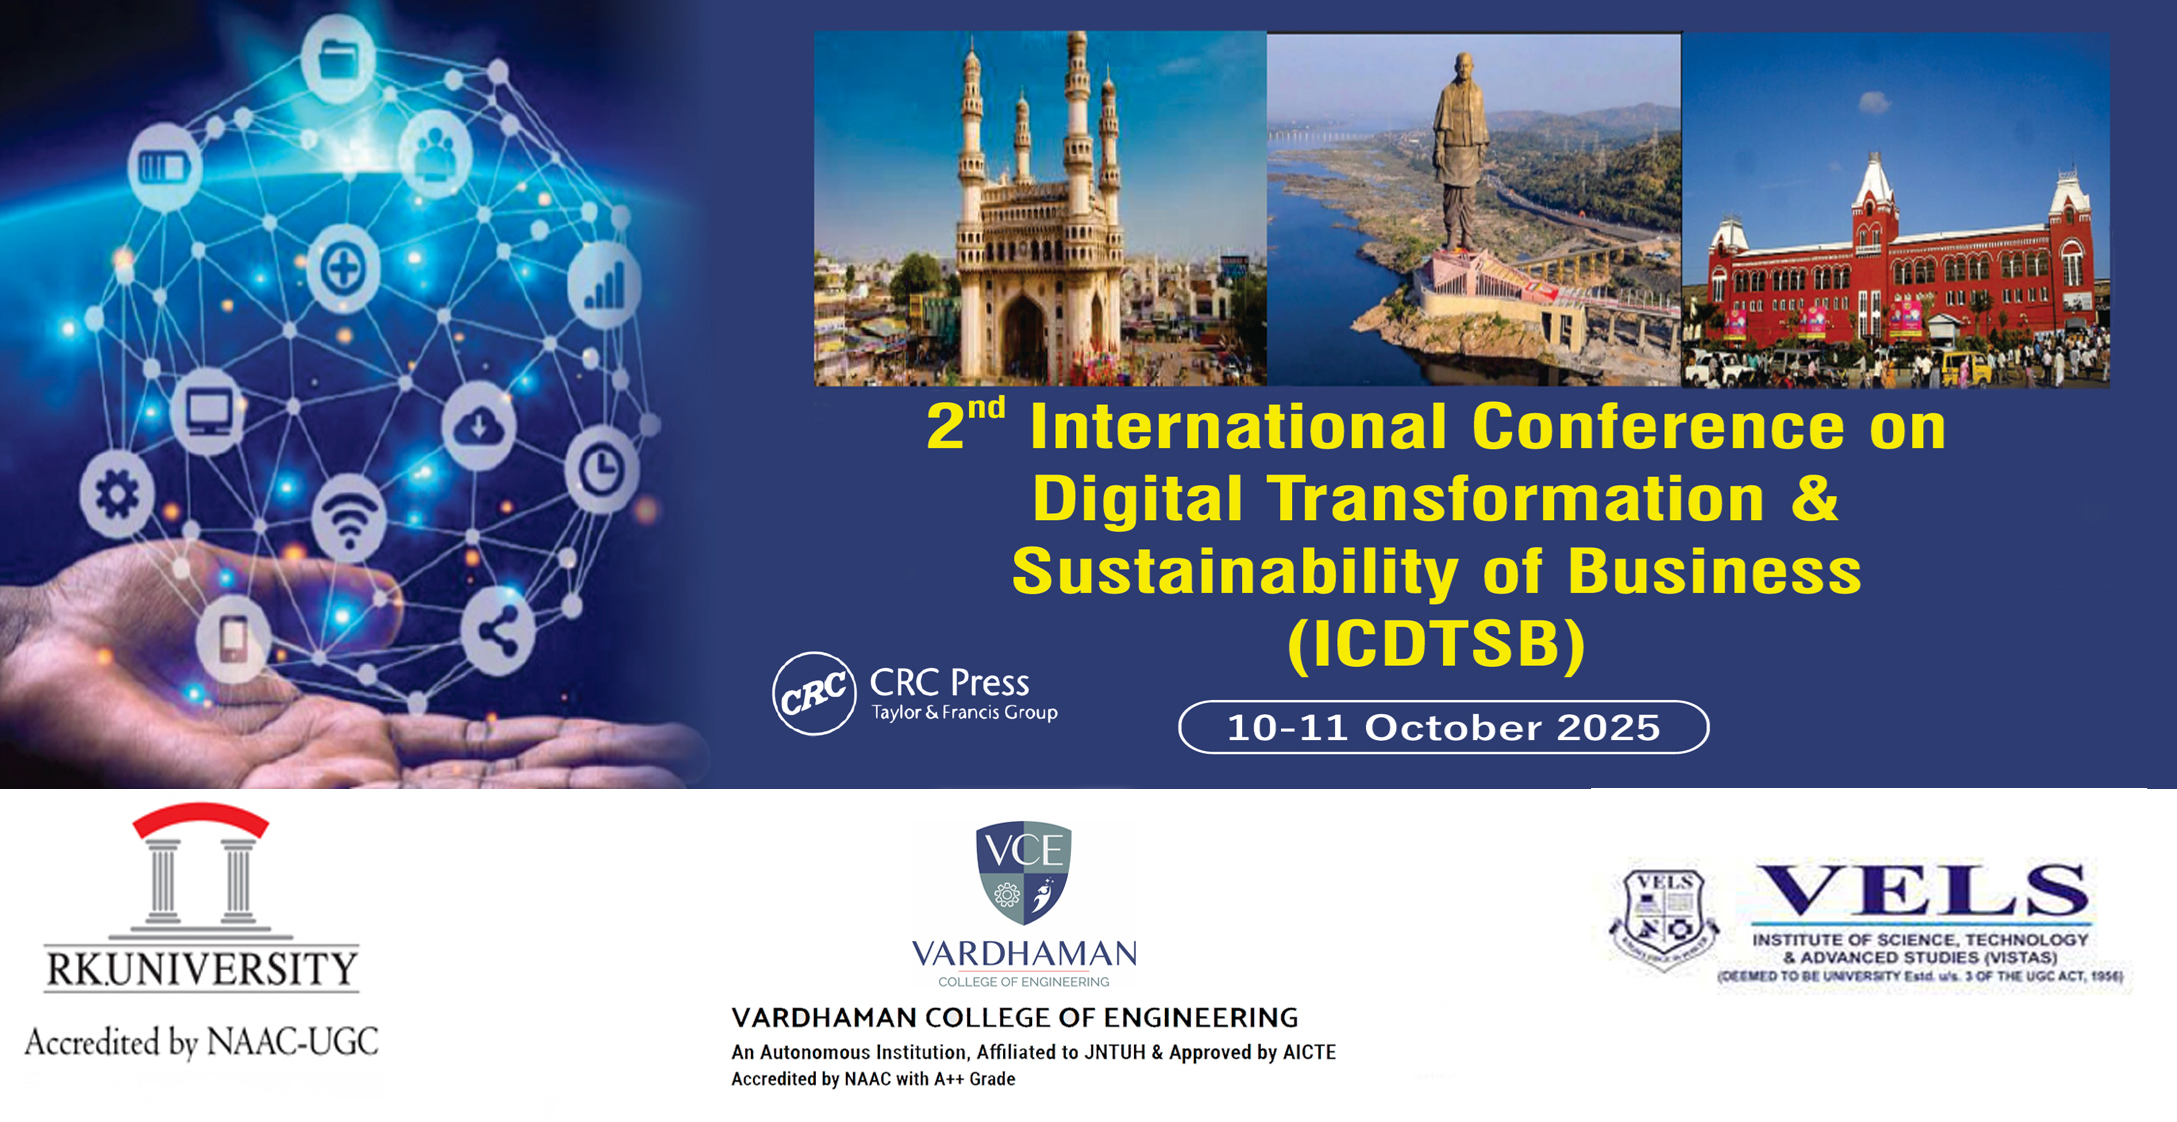 2nd International Conference on
Digital Transformation &
Sustainability of Business
(ICDTSB)
CRC
CRC Press
Taylor & Francis Group
10-11 October 2025
RK.UNIVERSITY
Accredited by NAAC-UGC
VCE
VARDHAMAN
COLLEGE OF ENGINEERING
VARDHAMAN COLLEGE OF ENGINEERING
An Autonomous Institution, Affiliated to JNTUH & Approved by AICTE
Accredited by NAAC with A++ Grade
VELS
VELS
INSTITUTE OF SCIENCE, TECHNOLOGY
& ADVANCED STUDIES (VISTAS)
(DEEMED TO BE UNIVERSITY Estd. u/s. 3 OF THE UGC ACT, 1956)